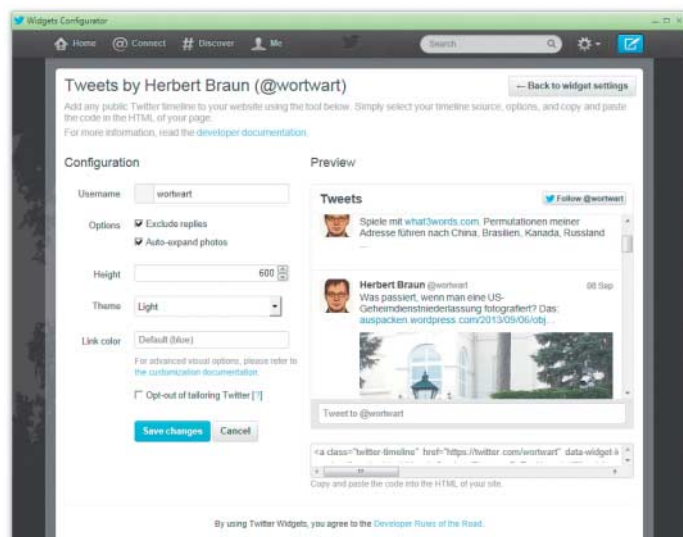 Widgets Configurator
Home
Connect
Discover
Me
Search
Tweets by Herbert Braun (@wortwart)
← Back to widget settings
Add any public Twitter timeline to your website using the tool below. Simply select your timeline source, options, and copy and paste
the code in the HTML of your page.
For more information, read the developer documentation.
Configuration
Username
wortwart
Options
Exclude replies
Auto-expand photos
Height
600
Theme
Light
Link color
Default (blue)
For advanced visual options, please refer to
the customization documentation.
Opt-out of tailoring Twitter [?]
Save changes
Cancel
Preview
Tweets
Follow @wortwart
Spiele mit what3words.com. Permutationen meiner
Adresse führen nach China, Brasilien, Kanada, Russland
...
Herbert Braun @wortwart 08 Sep
Was passiert, wenn man eine US-
Geheimdienstniederlassung fotografiert? Das:
auspacken.wordpress.com/2013/09/06/obj...
Tweet to @wortwart
<a class="twitter-timeline" href="https://twitter.com/wortwart" data-widget-i
Copy and paste the code into the HTML of your site.
By using Twitter Widgets, you agree to the Developer Rules of the Road.